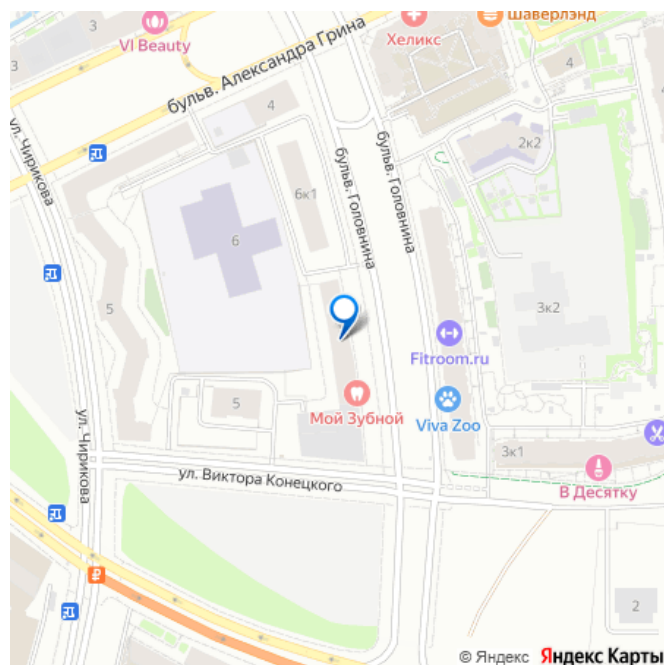 Шаверлэнд
3
VI Beauty
3
Хеликс
4
бульв. Александра Грина
4
2к2
ул. Чирикова
бульв. Головнина
бульв. Головнина
6к1
6
5
3к2
Fitroom.ru
5
Мой Зубной
Viva Zoo
ул. Чирикова
3к1
ул. Виктора Конецкого
В Десятку
₽
2
© Яндекс Яндекс Карты